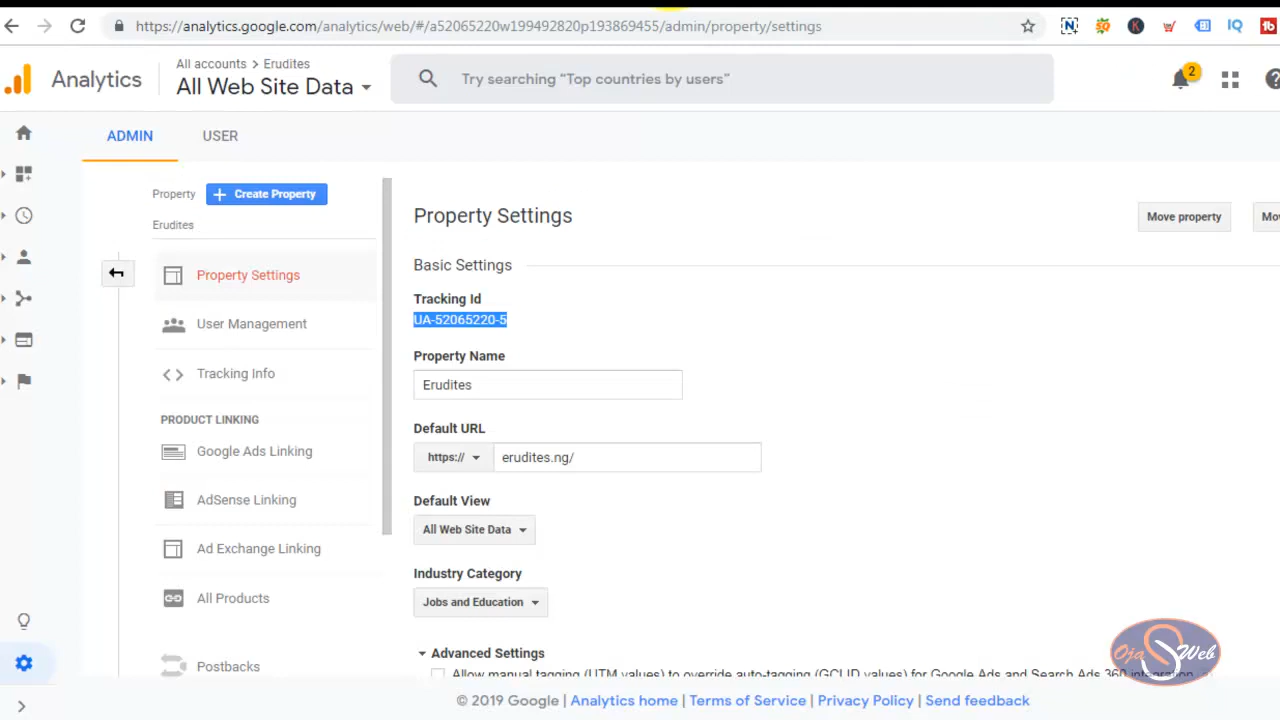 https://analytics.google.com/analytics/web/#/a52065220w199492820p193869455/admin/property/settings
Analytics
All accounts > Erudites
All Web Site Data
Try searching “Top countries by users”
2
ADMIN
USER
Property
Create Property
Erudites
Property Settings
User Management
Tracking Info
PRODUCT LINKING
Google Ads Linking
AdSense Linking
Ad Exchange Linking
All Products
Postbacks
Property Settings
Move property
Basic Settings
Tracking Id
UA-52065220-5
Property Name
Erudites
Default URL
https://
erudites.ng/
Default View
All Web Site Data
Industry Category
Jobs and Education
Advanced Settings
Allow manual tagging (UTM values) to override auto-tagging (GCLID values) for Google Ads and Search Ads 360 integration.
Oja Web
© 2019 Google | Analytics home | Terms of Service | Privacy Policy | Send feedback